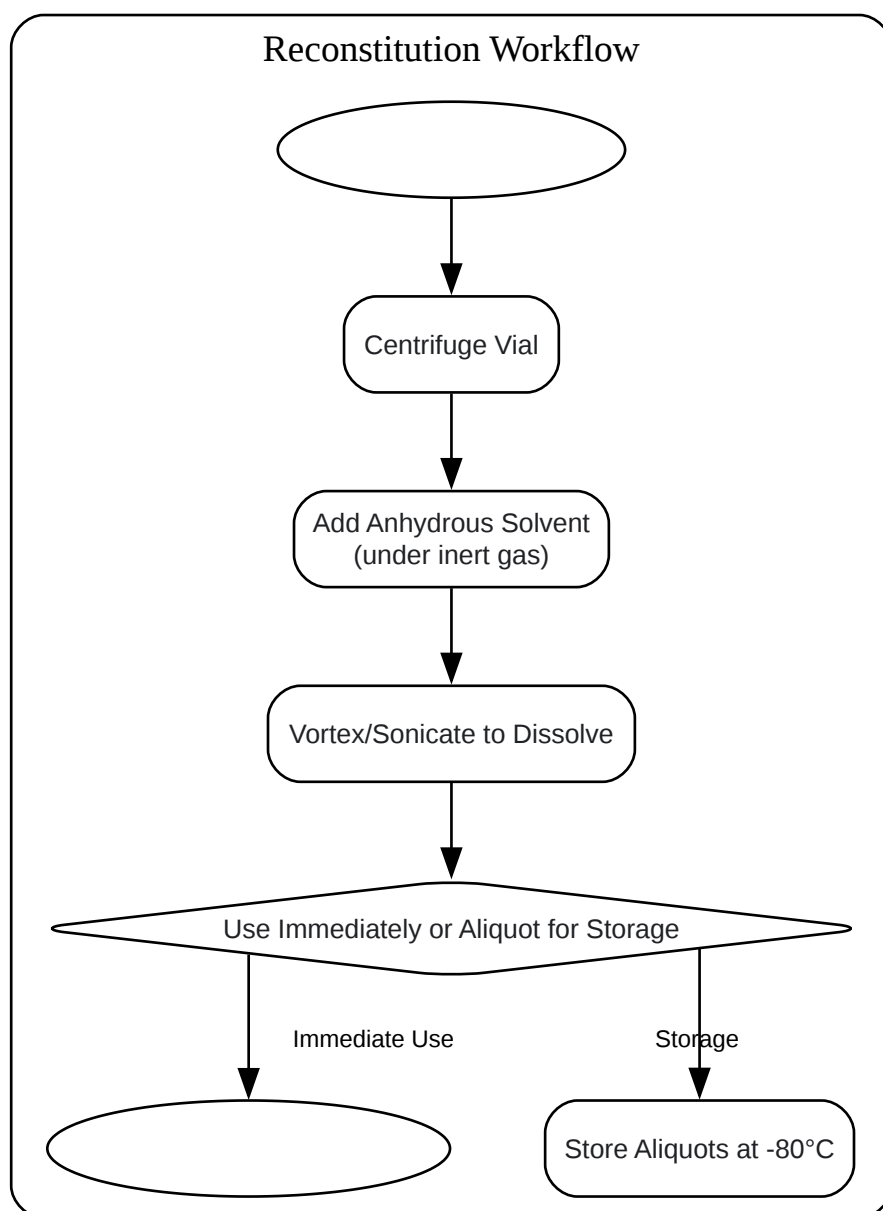 Reconstitution Workflow
Centrifuge Vial
Add Anhydrous Solvent
(under inert gas)
Vortex/Sonicate to Dissolve
Use Immediately or Aliquot for Storage
Immediate Use
Storage
Store Aliquots at -80°C